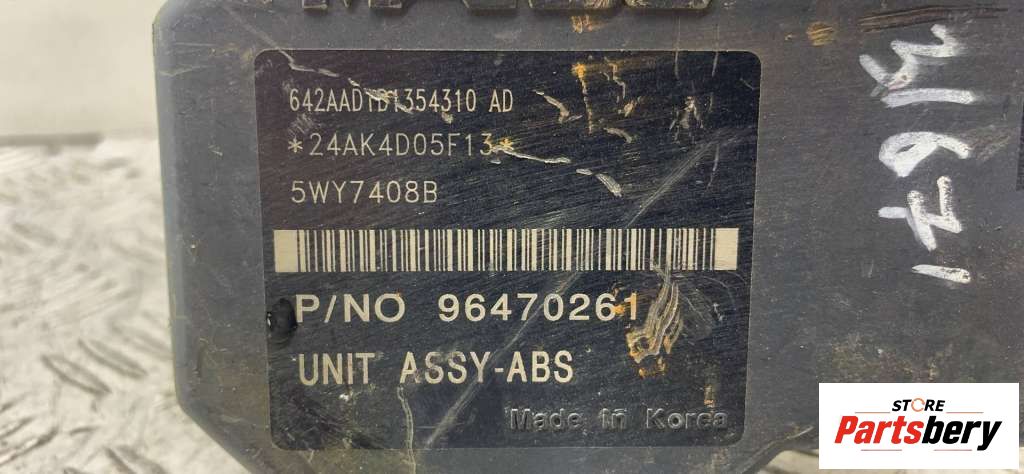 642AADYB1354310 AD
*24AK4D05F13*
5WY7408B
P/NO 96470261
UNIT ASSY-ABS
Made in Korea
STORE
Partsbery